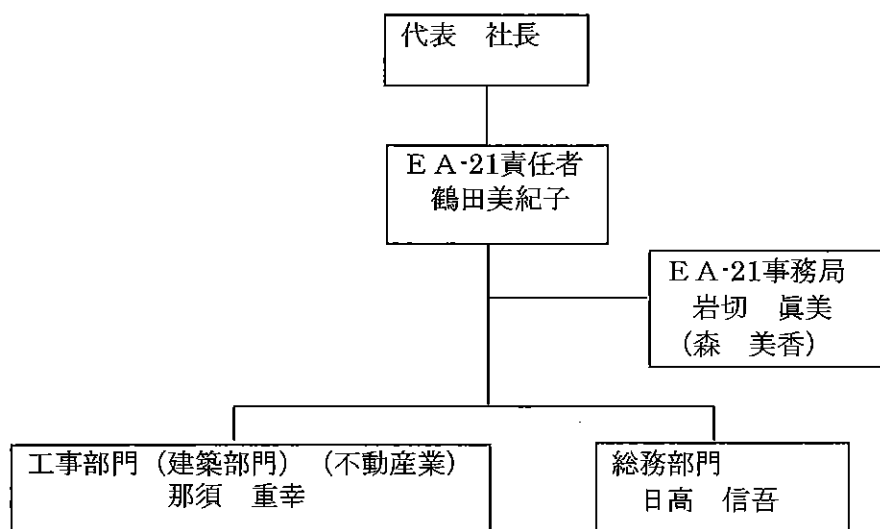 代表　社長
ＥＡ-21責任者
鶴田美紀子
ＥＡ-21事務局
岩切　眞美
(森　美香)
工事部門（建築部門）（不動産業）
那須　重幸
総務部門
日高　信吾